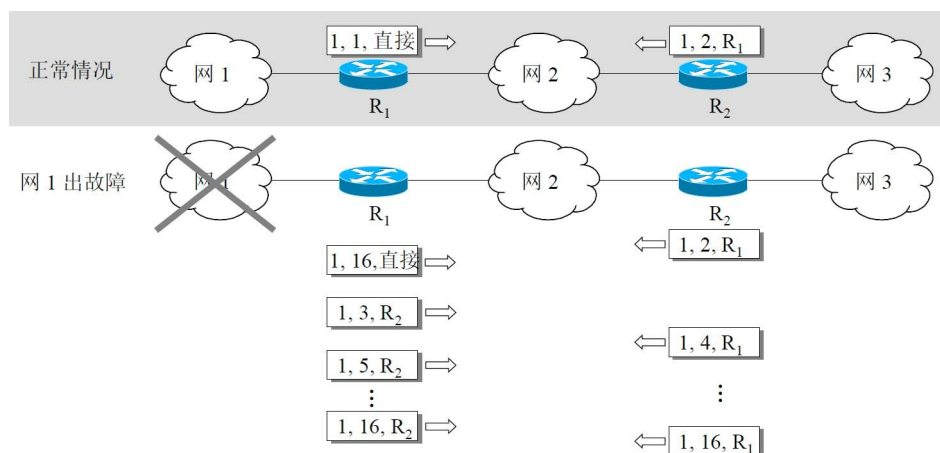 1, 1, 直接
1, 2, R₁
正常情况
网 1
网 2
网 3
R₁
R₂
网 1 出故障
网 1
网 2
网 3
R₁
R₂
1, 2, R₁
1, 16,直接
1, 3, R₂
1, 4, R₁
1, 5, R₂
⋮
⋮
1, 16, R₂
1, 16, R₁